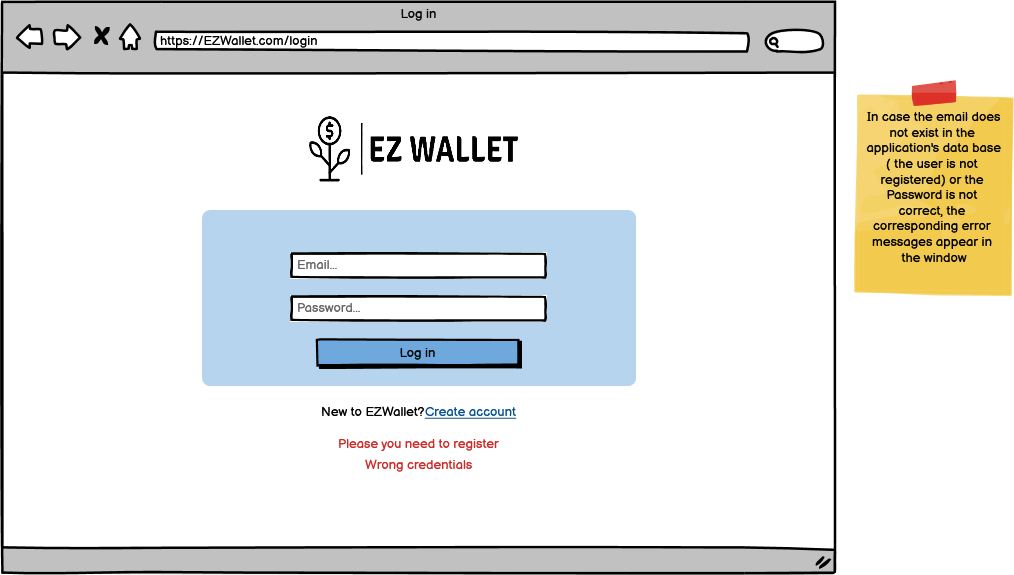 Log in
https://EZWallet.com/login
$
EZ WALLET
Email...
Password...
Log in
New to EZWallet?Create account
Please you need to register
Wrong credentials
In case the email does
not exist in the
application's data base
( the user is not
registered) or the
Password is not
correct, the
corresponding error
messages appear in
the window